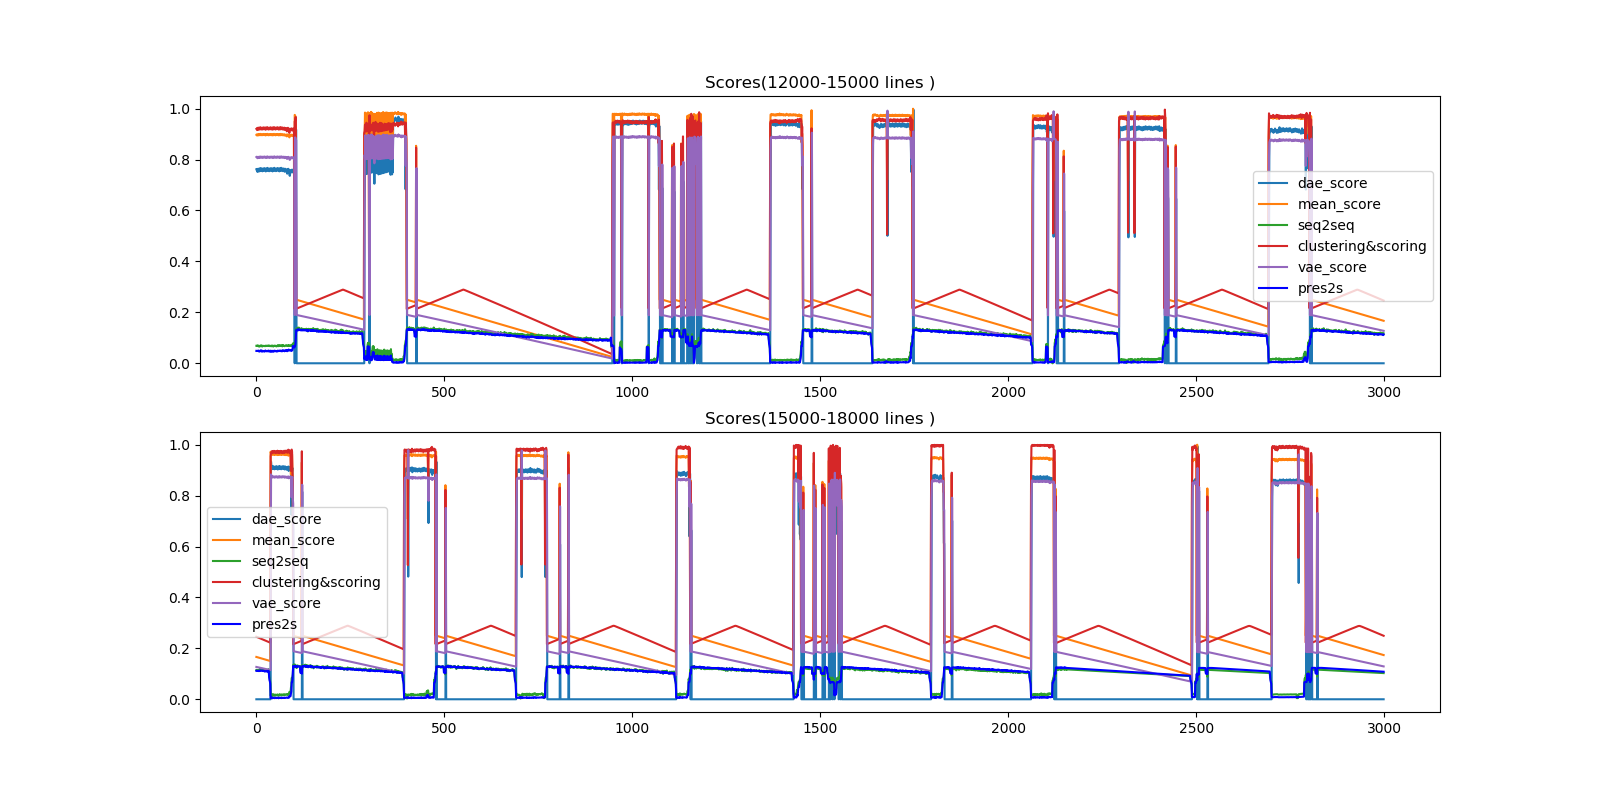 Scores(12000-15000 lines )
1.0
0.8
0.6
0.4
0.2
0.0
dae_score
mean_score
seq2seq
clustering&scoring
vae_score
pres2s
0 500 1000 1500 2000 2500 3000
Scores(15000-18000 lines )
1.0
0.8
0.6
0.4
0.2
0.0
dae_score
mean_score
seq2seq
clustering&scoring
vae_score
pres2s
0 500 1000 1500 2000 2500 3000